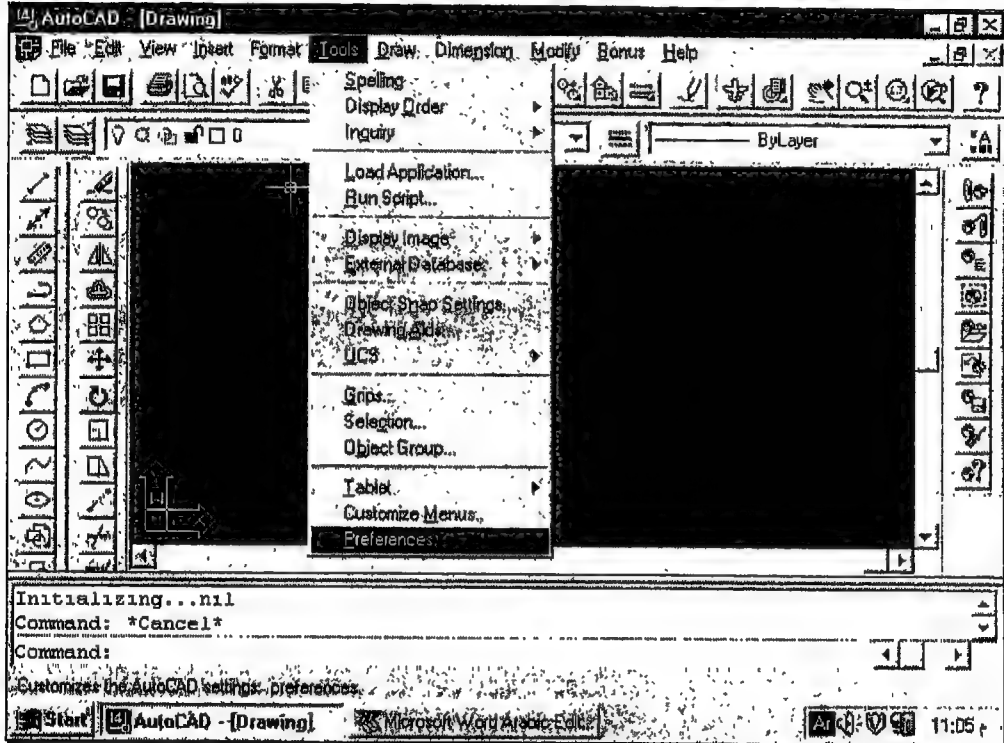 AutoCAD - [Drawing]
File Edit View Insert Format Tools Draw Dimension Modify Bonus Help
Spelling
Display Order
Inquiry
0
ByLayer
Load Application...
Run Script...
Display Image
External Database
Object Snap Settings
Drawing Aids
UCS
Grips...
Selection...
Object Group...
Tablet
Customize Menus..
Preferences
Initializing...nil
Command: *Cancel*
Command:
Customizes the AutoCAD settings: preferences
Start AutoCAD - [Drawing] Microsoft Word Arabic Edit... Ar 11:05 م